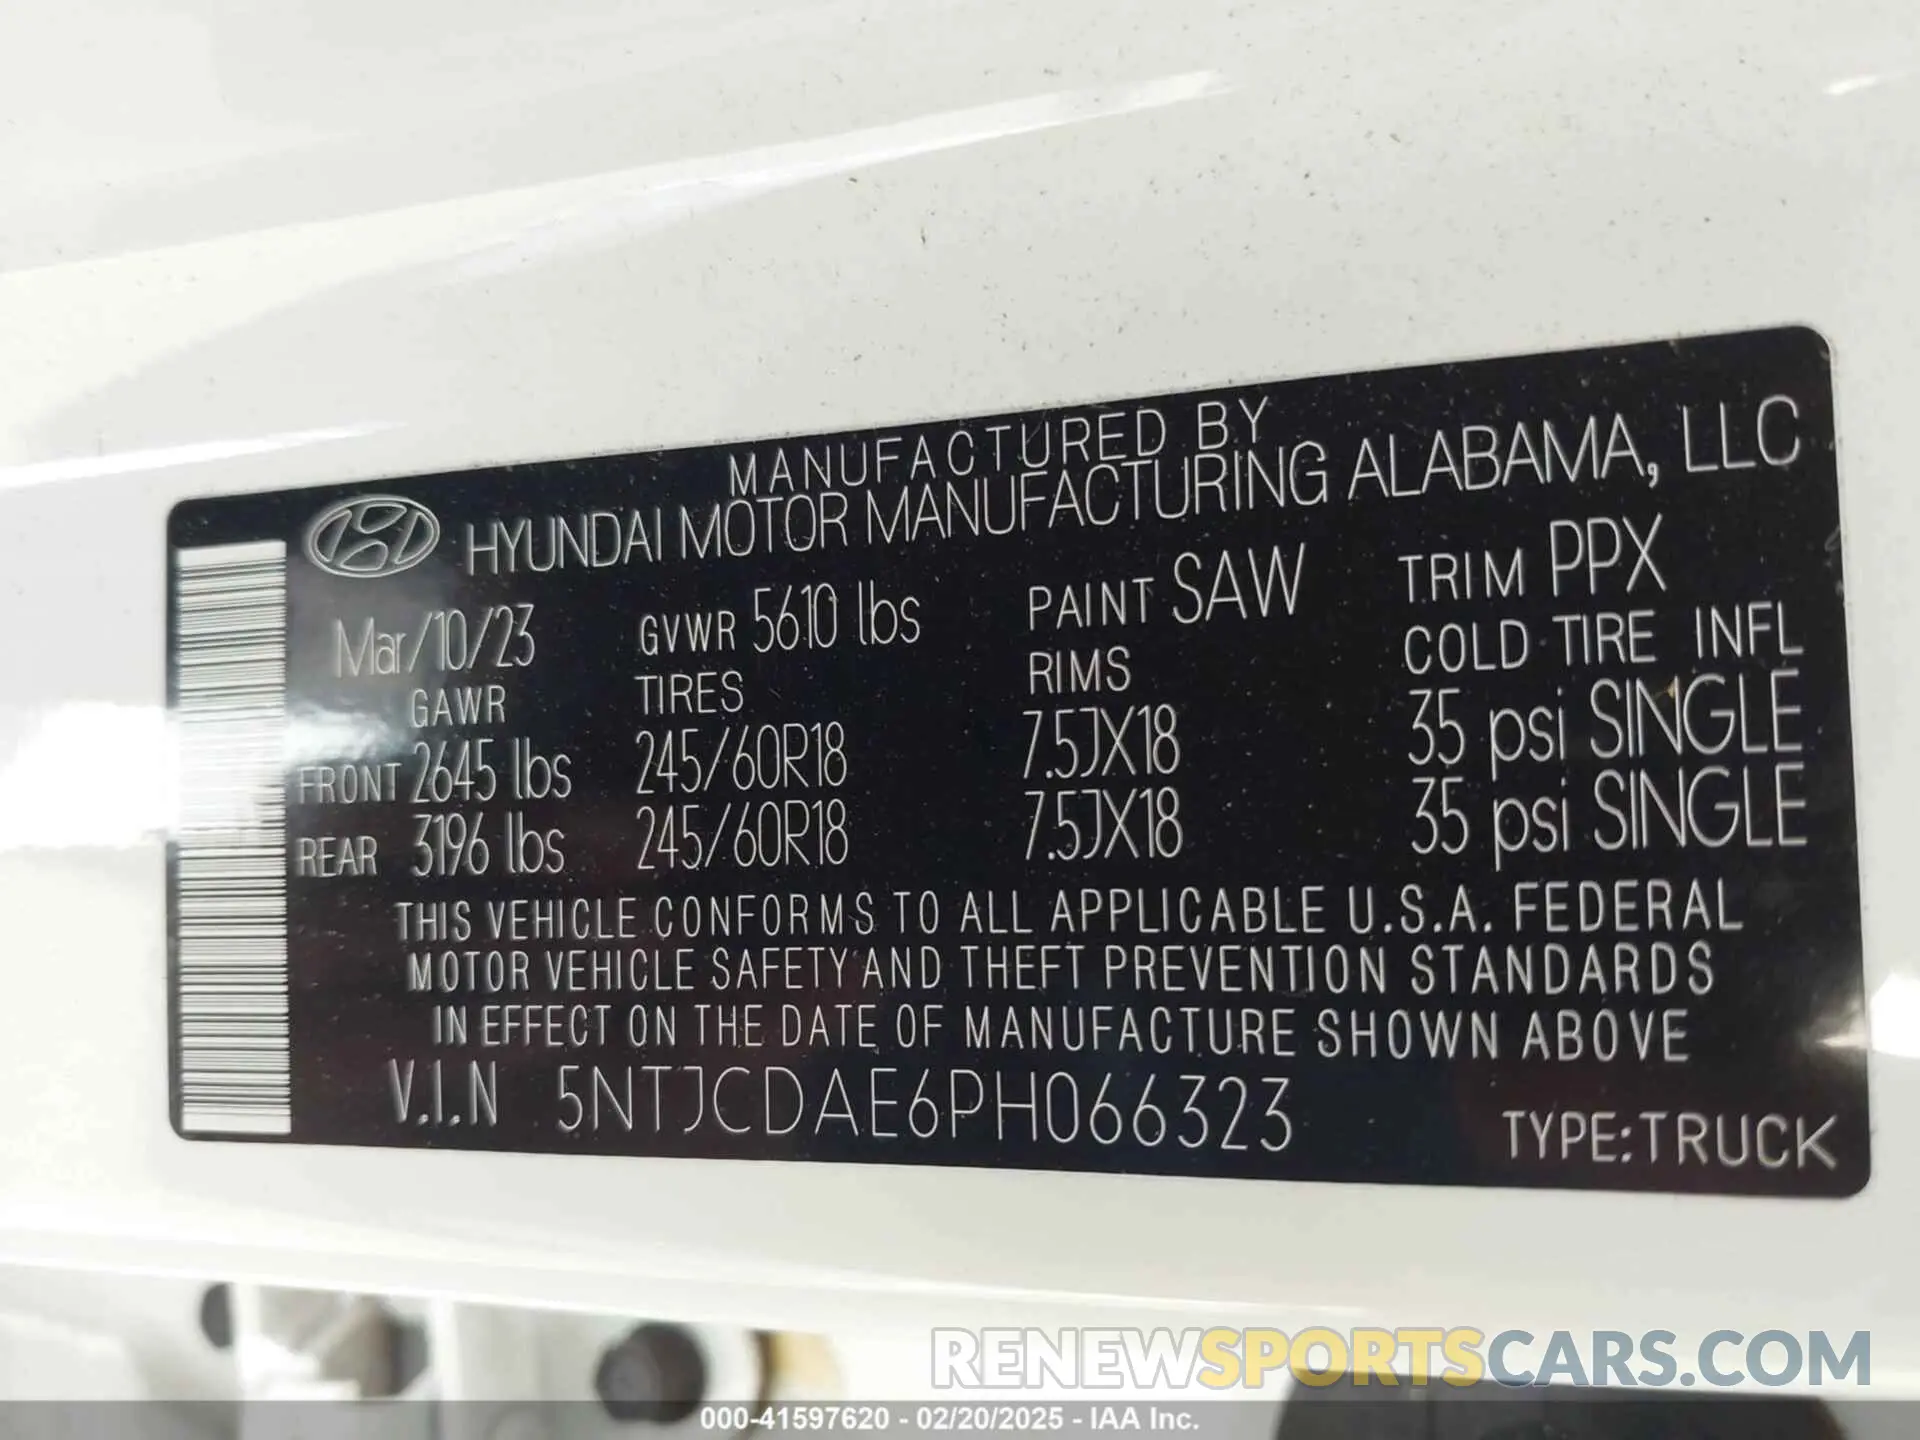 MANUFACTURED BY
HYUNDAI MOTOR MANUFACTURING ALABAMA, LLC
Mar/10/23 GVWR 5610 lbs PAINT SAW TRIM PPX
GAWR TIRES RIMS COLD TIRE INFL
FRONT 2645 lbs 245/60R18 7.5JX18 35 psi SINGLE
REAR 3196 lbs 245/60R18 7.5JX18 35 psi SINGLE
THIS VEHICLE CONFORMS TO ALL APPLICABLE U.S.A. FEDERAL
MOTOR VEHICLE SAFETY AND THEFT PREVENTION STANDARDS
IN EFFECT ON THE DATE OF MANUFACTURE SHOWN ABOVE
V.I.N 5NTJCDAE6PH066323 TYPE:TRUCK
RENEWSPORTSCARS.COM
000-41597620 - 02/20/2025 - IAA Inc.